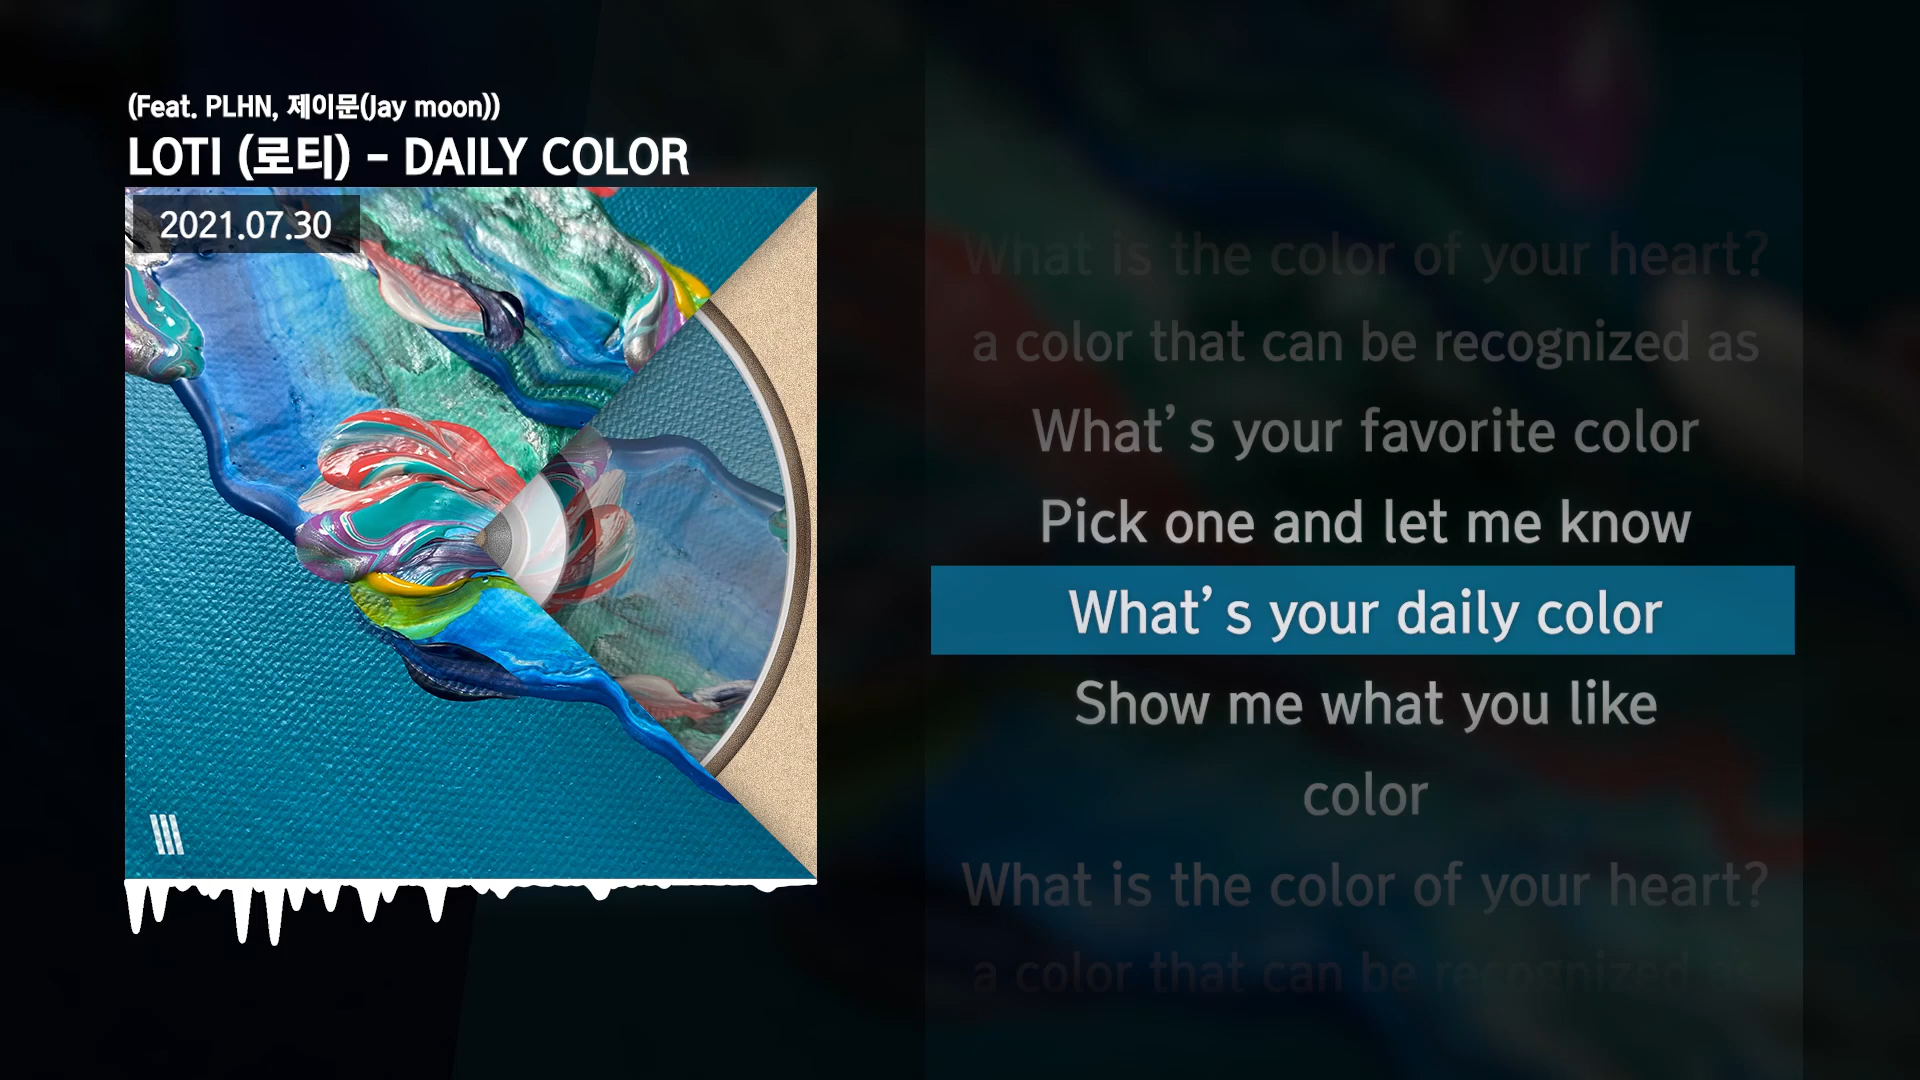 (Feat. PLHN, 제이문(Jay moon))
LOTI (로티) - DAILY COLOR
2021.07.30
What is the color of your heart?
a color that can be recognized as
What's your favorite color
Pick one and let me know
What's your daily color
Show me what you like
color
What is the color of your heart?
a color that can be recognized as